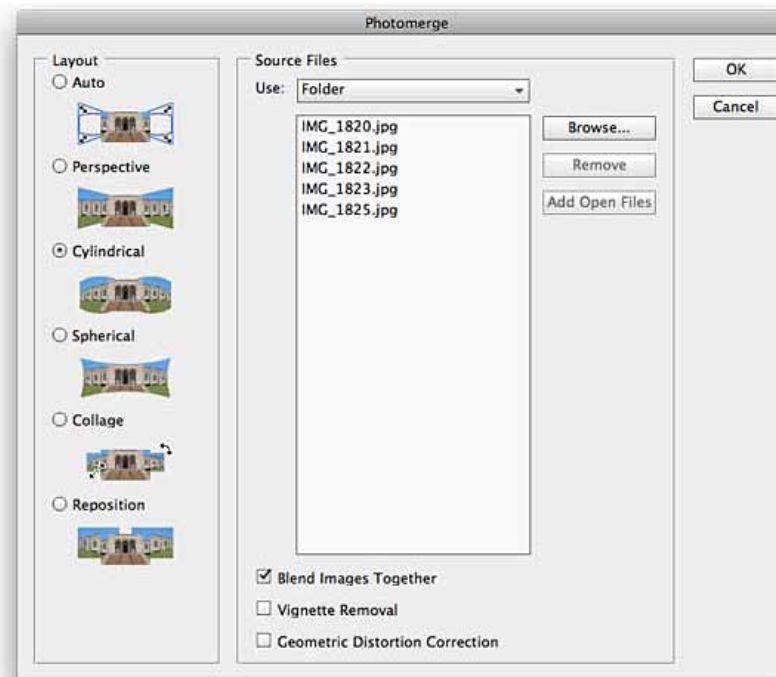 Photomerge
Layout
Auto
Perspective
Cylindrical
Spherical
Collage
Reposition
Source Files
Use: Folder
IMG_1820.jpg
IMG_1821.jpg
IMG_1822.jpg
IMG_1823.jpg
IMG_1825.jpg
Browse...
Remove
Add Open Files
Blend Images Together
Vignette Removal
Geometric Distortion Correction
OK
Cancel